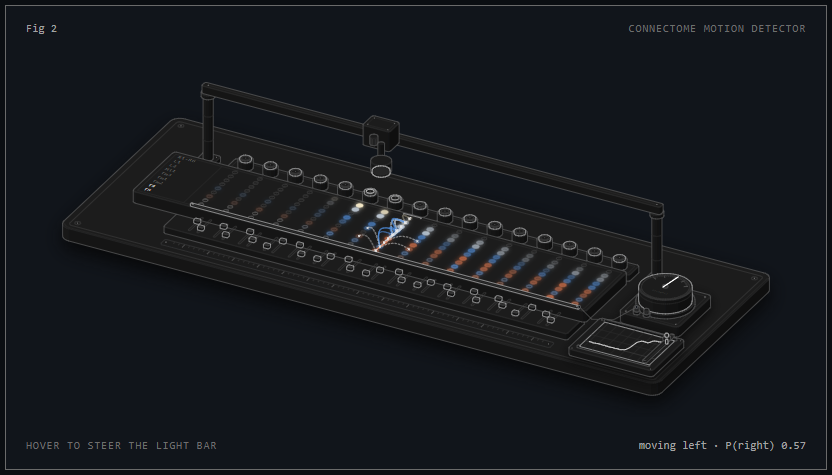 Fig 2
CONNECTOME MOTION DETECTOR
HOVER TO STEER THE LIGHT BAR
moving left · P(right) 0.57